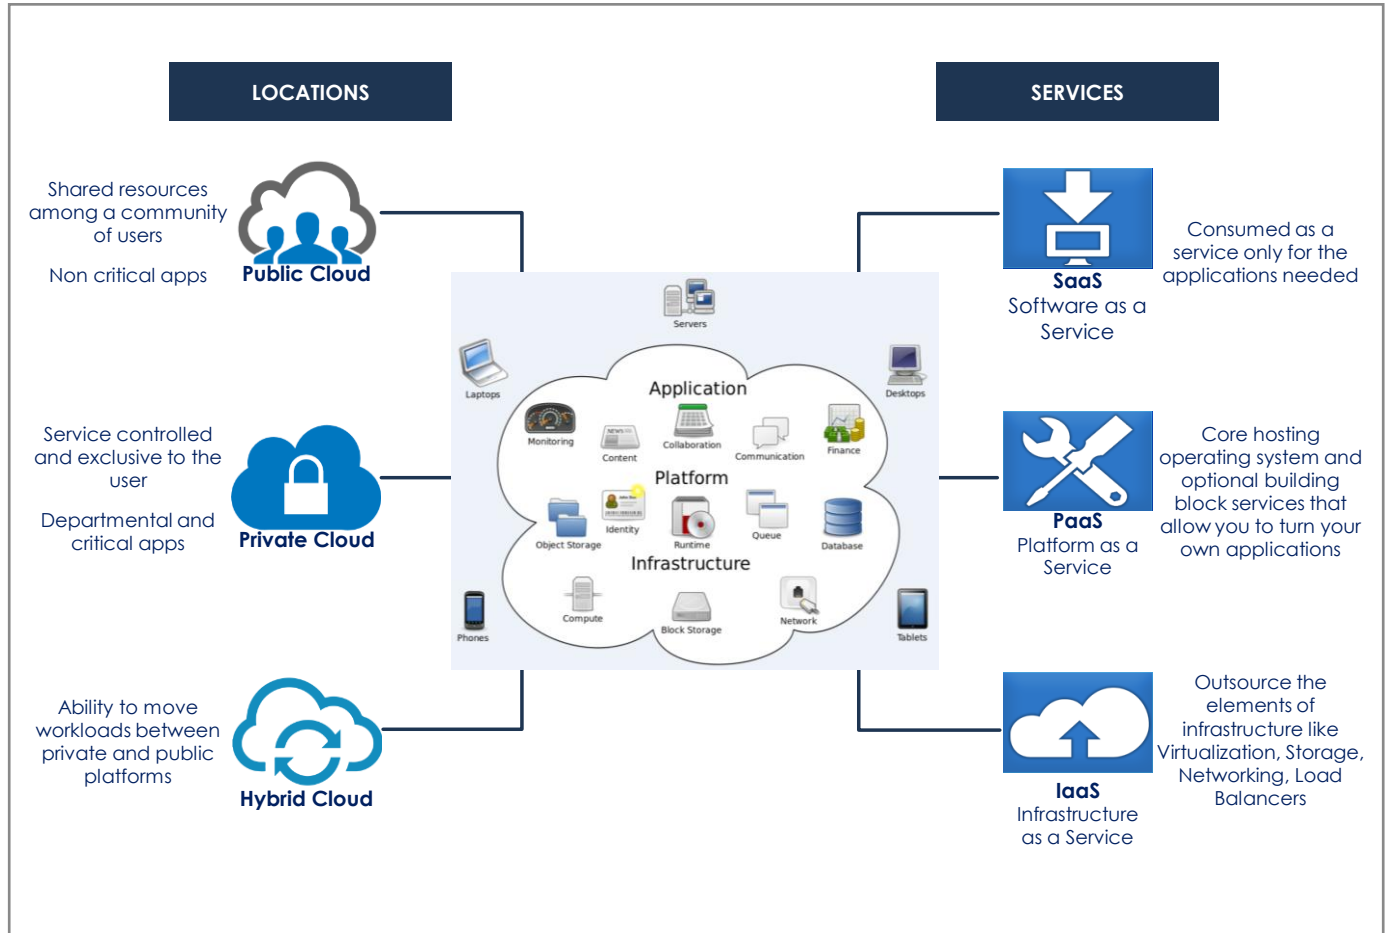 LOCATIONS
SERVICES
Shared resources
among a community
of users
Non critical apps
Public Cloud
Service controlled
and exclusive to the
user
Departmental and
critical apps
Private Cloud
Ability to move
workloads between
private and public
platforms
Hybrid Cloud
Servers
Laptops
Desktops
Application
Monitoring
NEWS
Content
Collaboration
Communication
Finance
Platform
Object Storage
Identity
Runtime
Queue
Database
Infrastructure
Compute
Block Storage
Network
Phones
Tablets
SaaS
Software as a
Service
Consumed as a
service only for the
applications needed
PaaS
Platform as a
Service
Core hosting
operating system and
optional building
block services that
allow you to turn your
own applications
IaaS
Infrastructure
as a Service
Outsource the
elements of
infrastructure like
Virtualization, Storage,
Networking, Load
Balancers